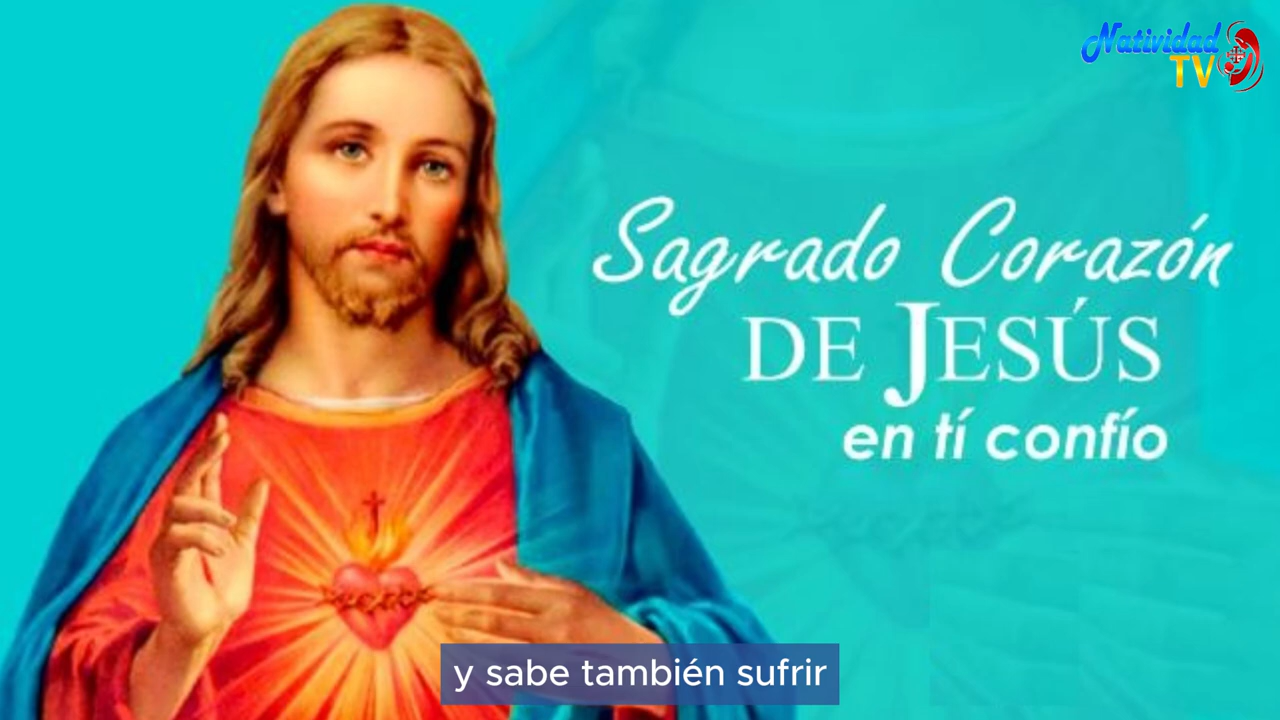 Natividad
TV
Sagrado Corazón
DE JESÚS
en tí confío
y sabe también sufrir